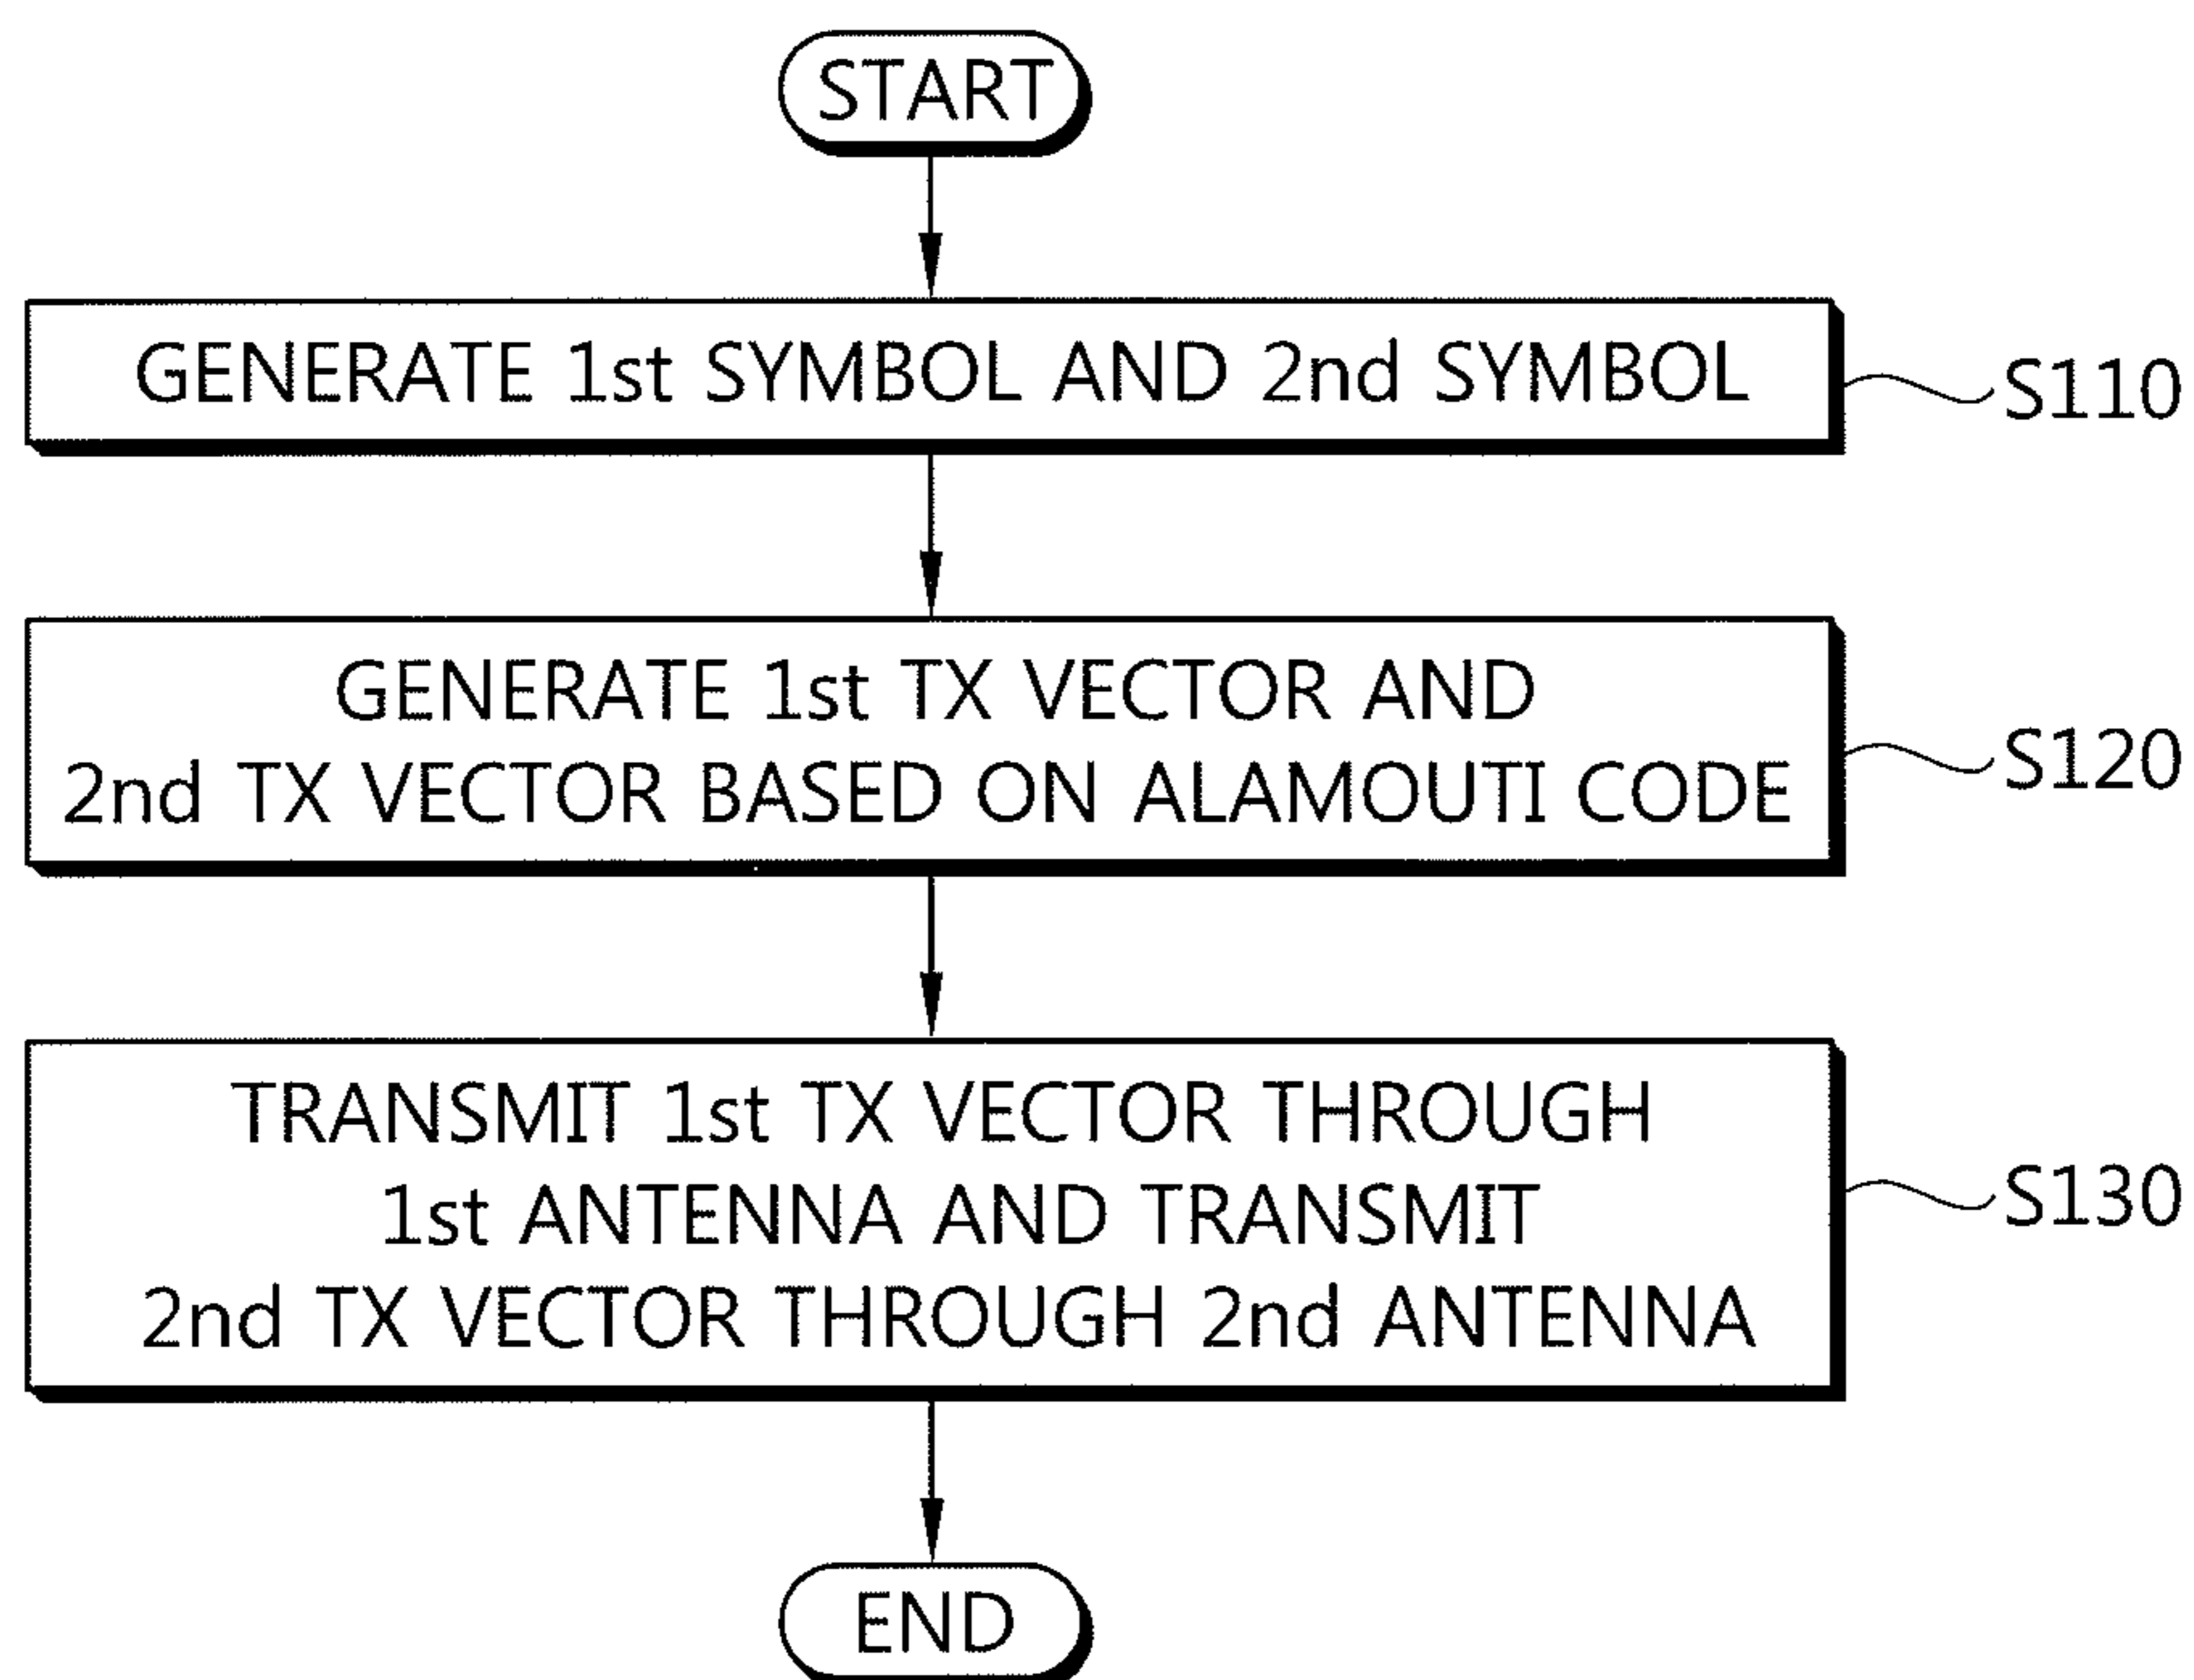 START
GENERATE 1st SYMBOL AND 2nd SYMBOL
S110
GENERATE 1st TX VECTOR AND
2nd TX VECTOR BASED ON ALAMOUTI CODE
S120
TRANSMIT 1st TX VECTOR THROUGH
1st ANTENNA AND TRANSMIT
2nd TX VECTOR THROUGH 2nd ANTENNA
S130
END